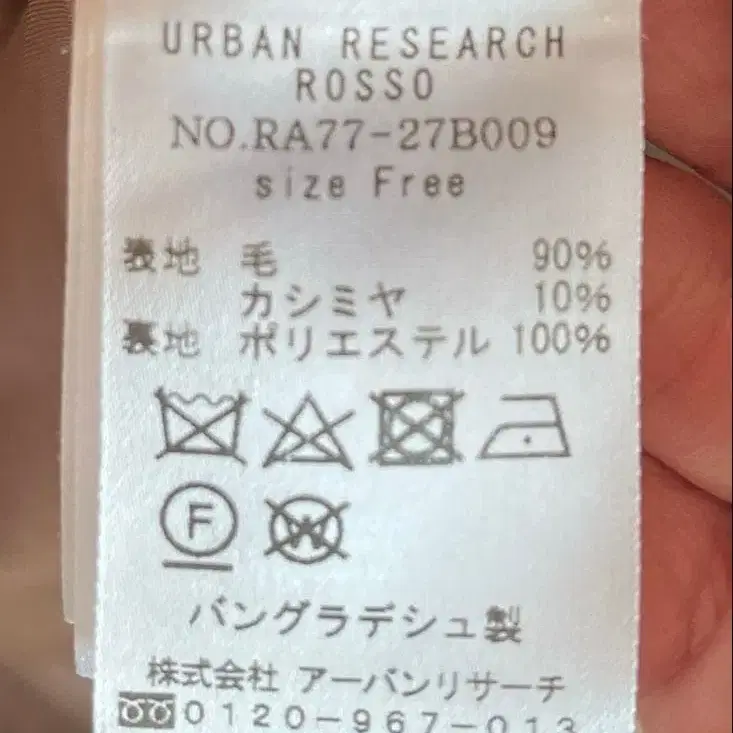 URBAN RESEARCH
ROSSO
NO.RA77-27B009
size Free
表地 毛 90%
カシミヤ 10%
裏地 ポリエステル 100%
F W
バングラデシュ製
株式会社 アーバンリサーチ
0120-967-013